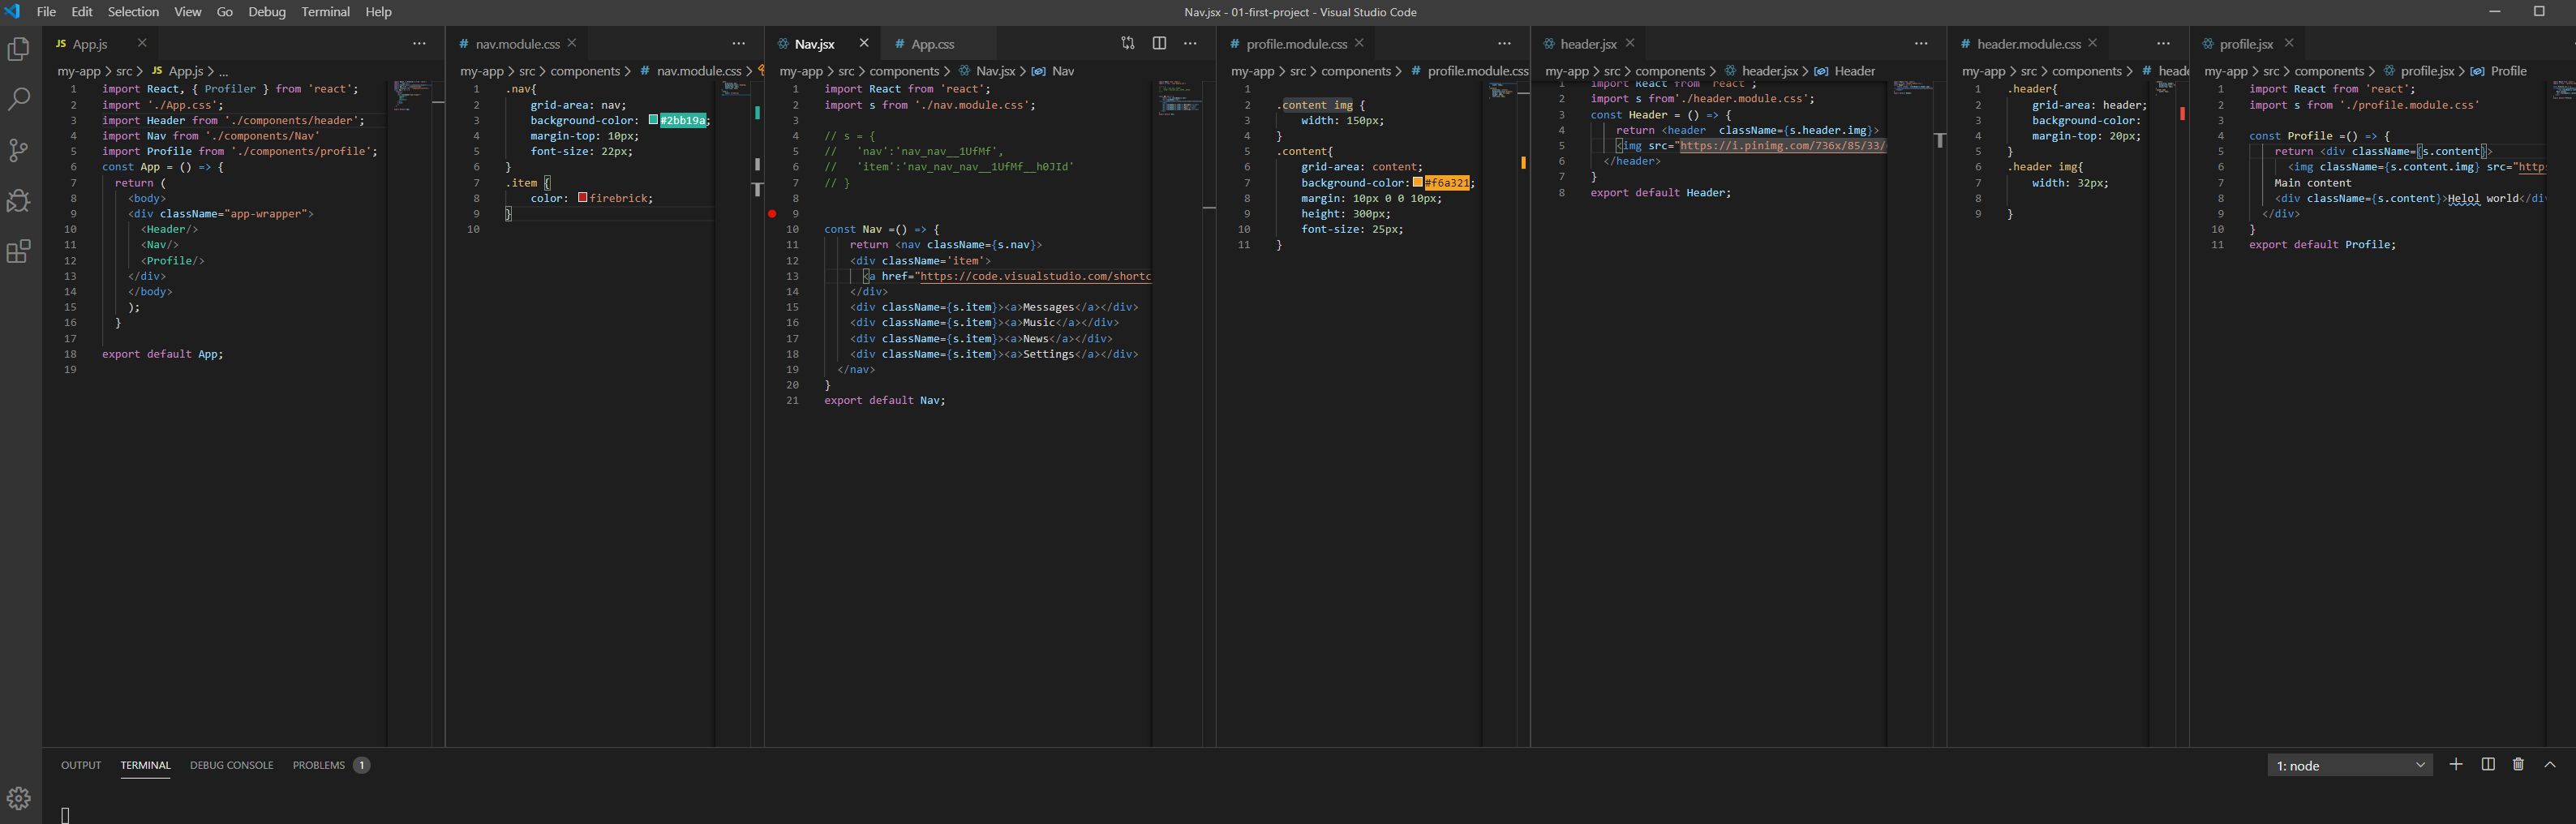 File Edit Selection View Go Debug Terminal Help
Nav.jsx - 01-first-project - Visual Studio Code
JS App.js
my-app > src > JS App.js > ...
1 import React, { Profiler } from 'react';
2 import './App.css';
3 import Header from './components/header';
4 import Nav from './components/Nav'
5 import Profile from './components/profile';
6 const App = () => {
7 return (
8 <body>
9 <div className="app-wrapper">
10 <Header/>
11 <Nav/>
12 <Profile/>
13 </div>
14 </body>
15 );
16 }
17
18 export default App;
19
# nav.module.css
my-app > src > components > # nav.module.css >
1 .nav{
2 grid-area: nav;
3 background-color: #2bb19a;
4 margin-top: 10px;
5 font-size: 22px;
6 }
7 .item {
8 color: firebrick;
9 }
10
Nav.jsx
# App.css
my-app > src > components > Nav.jsx > Nav
1 import React from 'react';
2 import s from './nav.module.css';
3
4 // s = {
5 // 'nav':'nav_nav__1UfMf',
6 // 'item':'nav_nav_nav__1UfMf__h0JId'
7 // }
8
9
10 const Nav =() => {
11 return <nav className={s.nav}>
12 <div className='item'>
13 <a href="https://code.visualstudio.com/shortc
14 </div>
15 <div className={s.item}><a>Messages</a></div>
16 <div className={s.item}><a>Music</a></div>
17 <div className={s.item}><a>News</a></div>
18 <div className={s.item}><a>Settings</a></div>
19 </nav>
20 }
21 export default Nav;
# profile.module.css
my-app > src > components > # profile.module.css
1
2 .content img {
3 width: 150px;
4 }
5 .content{
6 grid-area: content;
7 background-color: #f6a321;
8 margin: 10px 0 0 10px;
9 height: 300px;
10 font-size: 25px;
11 }
header.jsx
my-app > src > components > header.jsx > Header
1 import React from 'react';
2 import s from'./header.module.css';
3 const Header = () => {
4 return <header className={s.header.img}>
5 <img src="https://i.pinimg.com/736x/85/33/
6 </header>
7 }
8 export default Header;
# header.module.css
my-app > src > components > # head
1 .header{
2 grid-area: header;
3 background-color:
4 margin-top: 20px;
5 }
6 .header img{
7 width: 32px;
8
9 }
profile.jsx
my-app > src > components > profile.jsx > Profile
1 import React from 'react';
2 import s from './profile.module.css'
3
4 const Profile =() => {
5 return <div className={s.content}>
6 <img className={s.content.img} src="http
7 Main content
8 <div className={s.content}>Helol world</di
9 </div>
10 }
11 export default Profile;
OUTPUT TERMINAL DEBUG CONSOLE PROBLEMS 1
1: node